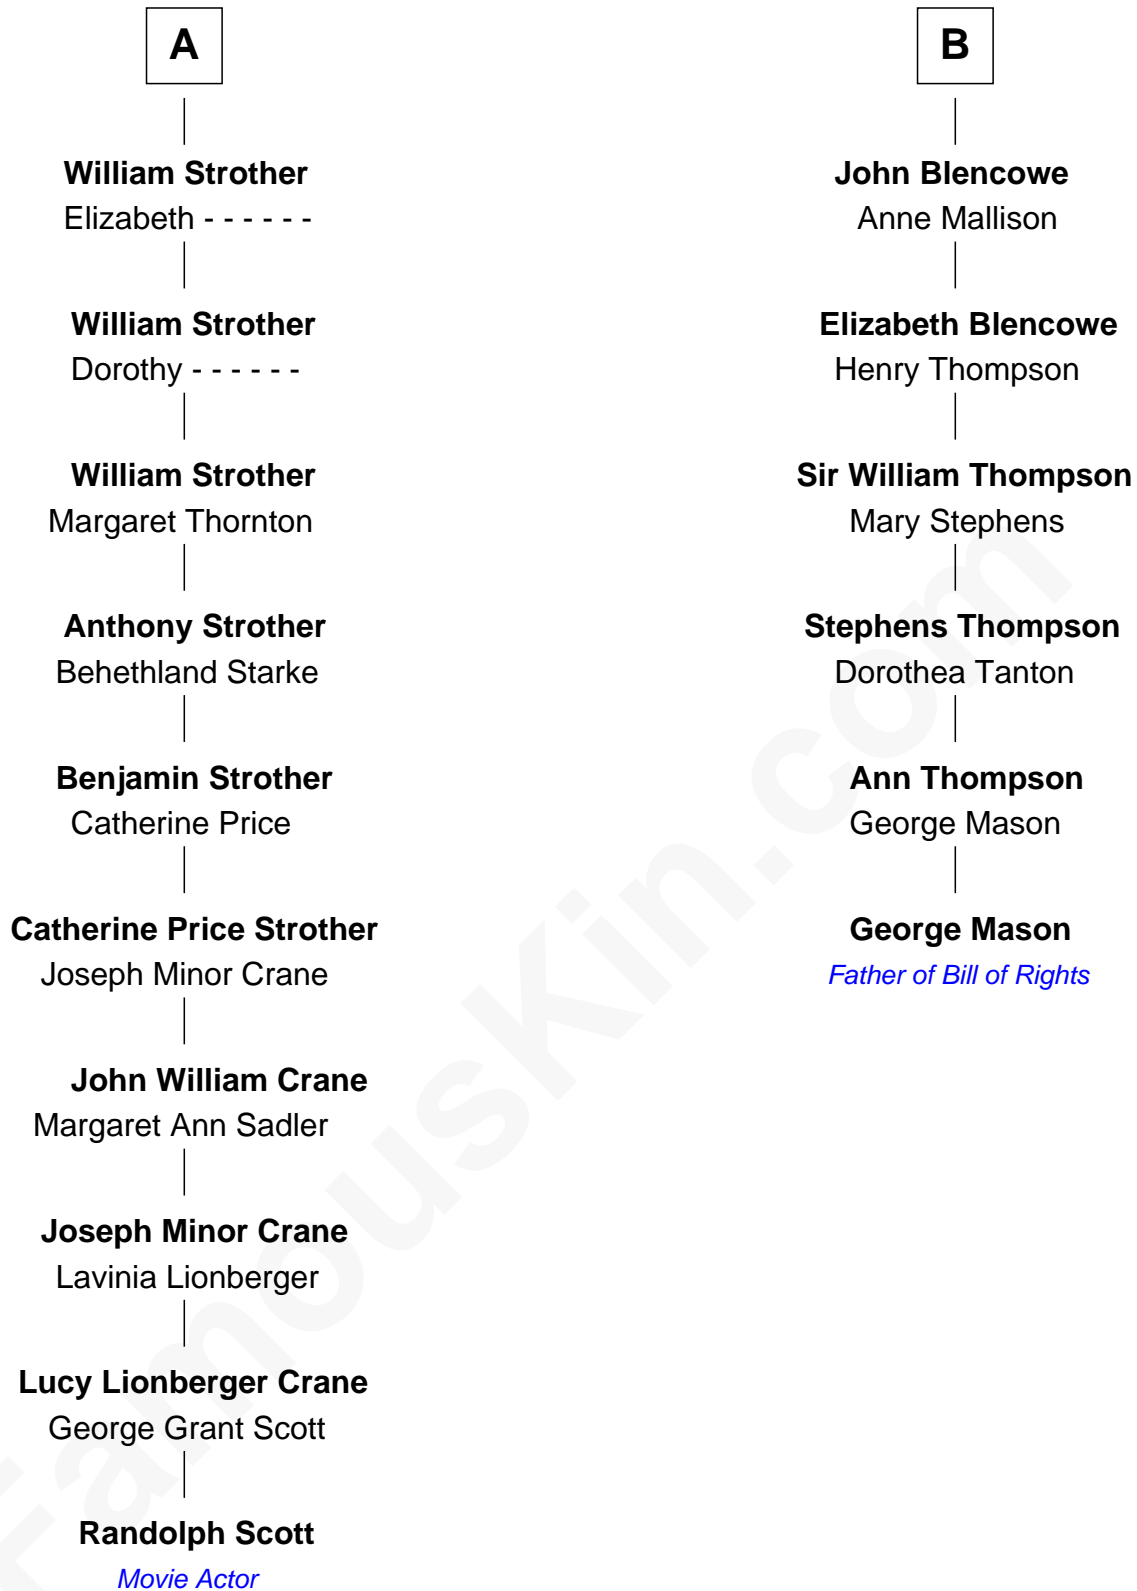 A
William Strother
Elizabeth - - - - - -
William Strother
Dorothy - - - - - -
William Strother
Margaret Thornton
Anthony Strother
Behethland Starke
Benjamin Strother
Catherine Price
Catherine Price Strother
Joseph Minor Crane
John William Crane
Margaret Ann Sadler
Joseph Minor Crane
Lavinia Lionberger
Lucy Lionberger Crane
George Grant Scott
Randolph Scott
Movie Actor
B
John Blencowe
Anne Mallison
Elizabeth Blencowe
Henry Thompson
Sir William Thompson
Mary Stephens
Stephens Thompson
Dorothea Tanton
Ann Thompson
George Mason
George Mason
Father of Bill of Rights
FamousKin.com